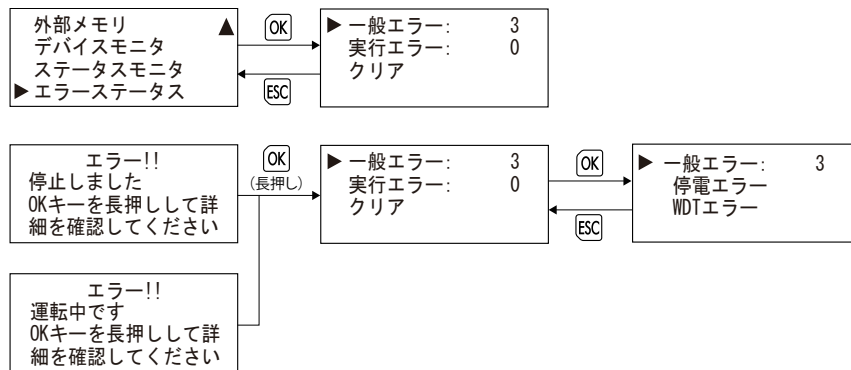 外部メモリ ▲
デバイスモニタ
ステータスモニタ
▶エラーステータス
OK
ESC
▶一般エラー: 3
実行エラー: 0
クリア
エラー!!
停止しました
OKキーを長押しして詳
細を確認してください
OK
(長押し)
▶一般エラー: 3
実行エラー: 0
クリア
OK
ESC
▶一般エラー: 3
停電エラー
WDTエラー
エラー!!
運転中です
OKキーを長押しして詳
細を確認してください